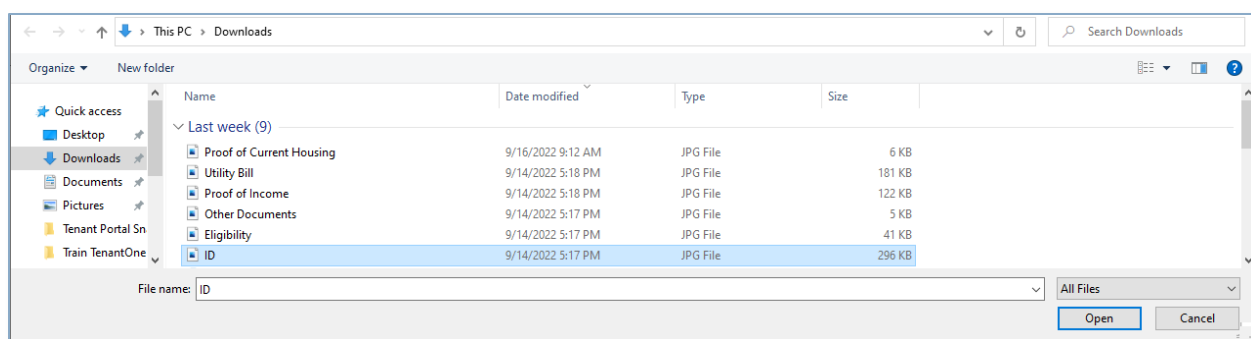 This PC > Downloads
Search Downloads
Organize
New folder
Name
Date modified
Type
Size
Quick access
Desktop
Downloads
Documents
Pictures
Tenant Portal Sn
Train TenantOne
Last week (9)
Proof of Current Housing 9/16/2022 9:12 AM JPG File 6 KB
Utility Bill 9/14/2022 5:18 PM JPG File 181 KB
Proof of Income 9/14/2022 5:18 PM JPG File 122 KB
Other Documents 9/14/2022 5:17 PM JPG File 5 KB
Eligibility 9/14/2022 5:17 PM JPG File 41 KB
ID 9/14/2022 5:17 PM JPG File 296 KB
File name: ID
All Files
Open
Cancel